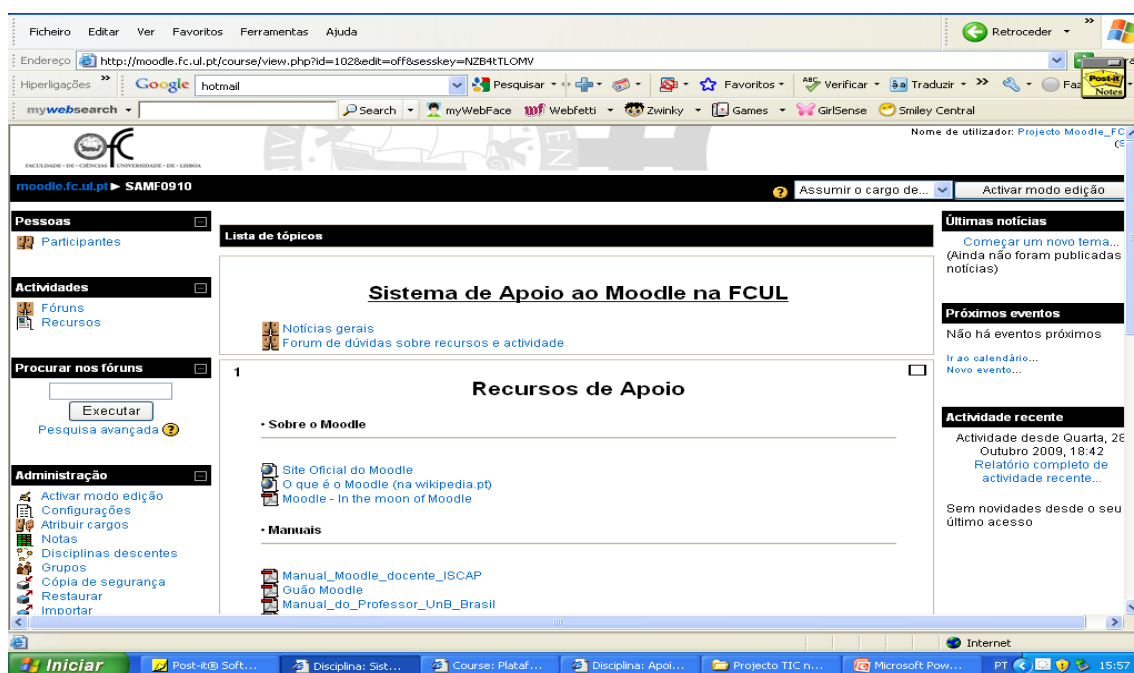 Ficheiro Editar Ver Favoritos Ferramentas Ajuda
Retroceder
Endereço http://moodle.fc.ul.pt/course/view.php?id=102&edit=off&sesskey=NZB4tTLOMV
Hiperligações Google hotmail Pesquisar Favoritos Verificar Traduzir Faz
Post-it Notes
mywebsearch Search myWebFace Webfetti Zwinky Games GirlSense Smiley Central
Nome de utilizador: Projecto Moodle_FC
FACULDADE - DE - CIÊNCIAS UNIVERSIDADE - DE - LISBOA
moodle.fc.ul.pt ► SAMF0910
Assumir o cargo de... Activar modo edição
Pessoas
Participantes
Actividades
Fóruns
Recursos
Procurar nos fóruns
Executar
Pesquisa avançada
Administração
Activar modo edição
Configurações
Atribuir cargos
Notas
Disciplinas descentes
Grupos
Cópia de segurança
Restaurar
Importar
Lista de tópicos
Sistema de Apoio ao Moodle na FCUL
Notícias gerais
Forum de dúvidas sobre recursos e actividade
1
Recursos de Apoio
• Sobre o Moodle
Site Oficial do Moodle
O que é o Moodle (na wikipedia.pt)
Moodle - In the moon of Moodle
• Manuais
Manual_Moodle_docente_ISCAP
Guão Moodle
Manual_do_Professor_UnB_Brasil
Últimas notícias
Começar um novo tema...
(Ainda não foram publicadas
notícias)
Próximos eventos
Não há eventos próximos
Ir ao calendário...
Novo evento...
Actividade recente
Actividade desde Quarta, 28
Outubro 2009, 18:42
Relatório completo de
actividade recente...
Sem novidades desde o seu
último acesso
Internet
Iniciar Post-it® Soft... Disciplina: Sist... Course: Plataf... Disciplina: Apoi... Projecto TIC n... Microsoft Pow... PT 15:57